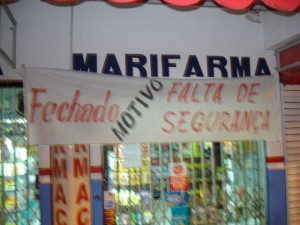 MARIFARMA
Fechado MOTIVO FALTA DE
SEGURANÇA